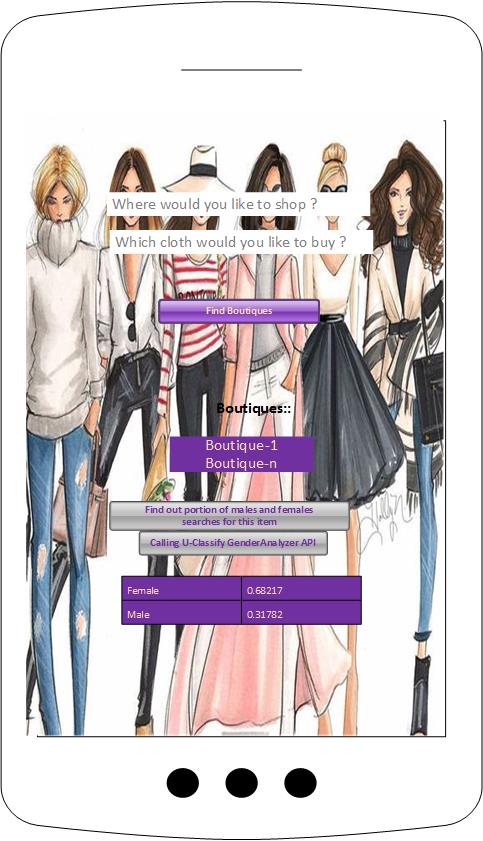 Where would you like to shop ?
Which cloth would you like to buy ?
Find Boutiques
Boutiques::
Boutique-1
Boutique-n
Find out portion of males and females
searches for this item
Calling U-Classify GenderAnalyzer API
Female 0.68217
Male 0.31782